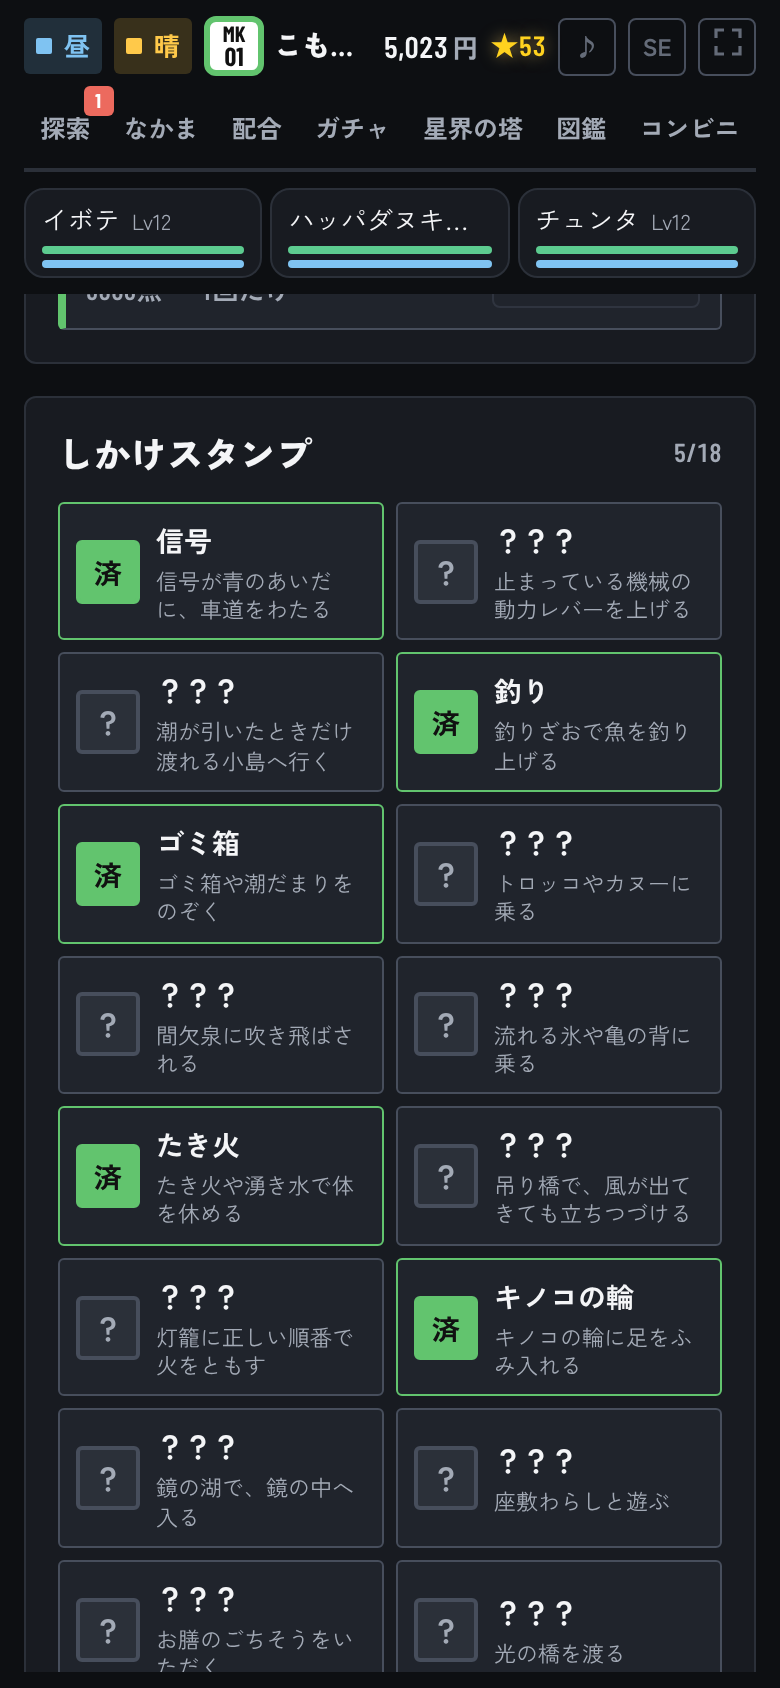 昼 晴 MK 01 こも... 5,023 円 ★53 ♪ SE
1
探索 なかま 配合 ガチャ 星界の塔 図鑑 コンビニ
イボテ Lv12 ハッパダヌキ... チュンタ Lv12
しかけスタンプ 5/18
済 信号
信号が青のあいだ
に、車道をわたる
? ？？？
止まっている機械の
動力レバーを上げる
? ？？？
潮が引いたときだけ
渡れる小島へ行く
済 釣り
釣りざおで魚を釣り
上げる
済 ゴミ箱
ゴミ箱や潮だまりを
のぞく
? ？？？
トロッコやカヌーに
乗る
? ？？？
間欠泉に吹き飛ばさ
れる
? ？？？
流れる氷や亀の背に
乗る
済 たき火
たき火や湧き水で体
を休める
? ？？？
吊り橋で、風が出て
きても立ちつづける
? ？？？
灯籠に正しい順番で
火をともす
済 キノコの輪
キノコの輪に足をふ
み入れる
? ？？？
鏡の湖で、鏡の中へ
入る
? ？？？
座敷わらしと遊ぶ
? ？？？
お膳のごちそうをい
ただく
? ？？？
光の橋を渡る